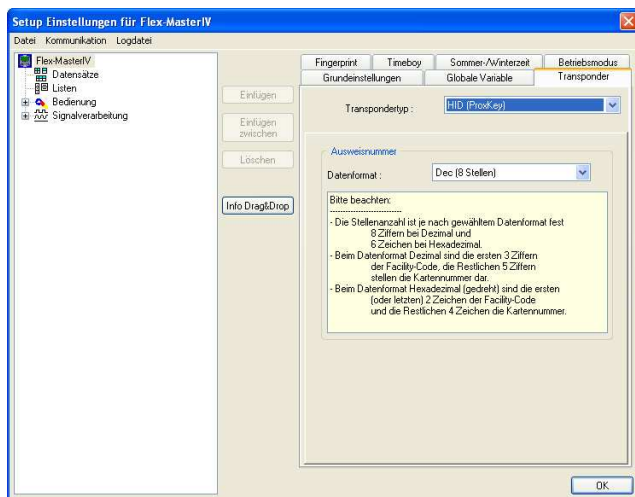 Setup Einstellungen für Flex-MasterIV
Datei Kommunikation Logdatei
Flex-MasterIV
Datensätze
Listen
Bedienung
Signalverarbeitung
Einfügen
Einfügen
zwischen
Löschen
Info Drag&Drop
Fingerprint Timeboy Sommer-/Winterzeit Betriebsmodus
Grundeinstellungen Globale Variable Transponder
Transpondertyp : HID (ProxKey)
Ausweisnummer
Datenformat : Dec (8 Stellen)
Bitte beachten:
---------------------------
- Die Stellenanzahl ist je nach gewähltem Datenformat fest
8 Ziffern bei Dezimal und
6 Zeichen bei Hexadezimal.
- Beim Datenformat Dezimal sind die ersten 3 Ziffern
der Facility-Code, die Restlichen 5 Ziffern
stellen die Kartennummer dar.
- Beim Datenformat Hexadezimal (gedreht) sind die ersten
(oder letzten) 2 Zeichen der Facility-Code
und die Restlichen 4 Zeichen die Kartennummer.
OK